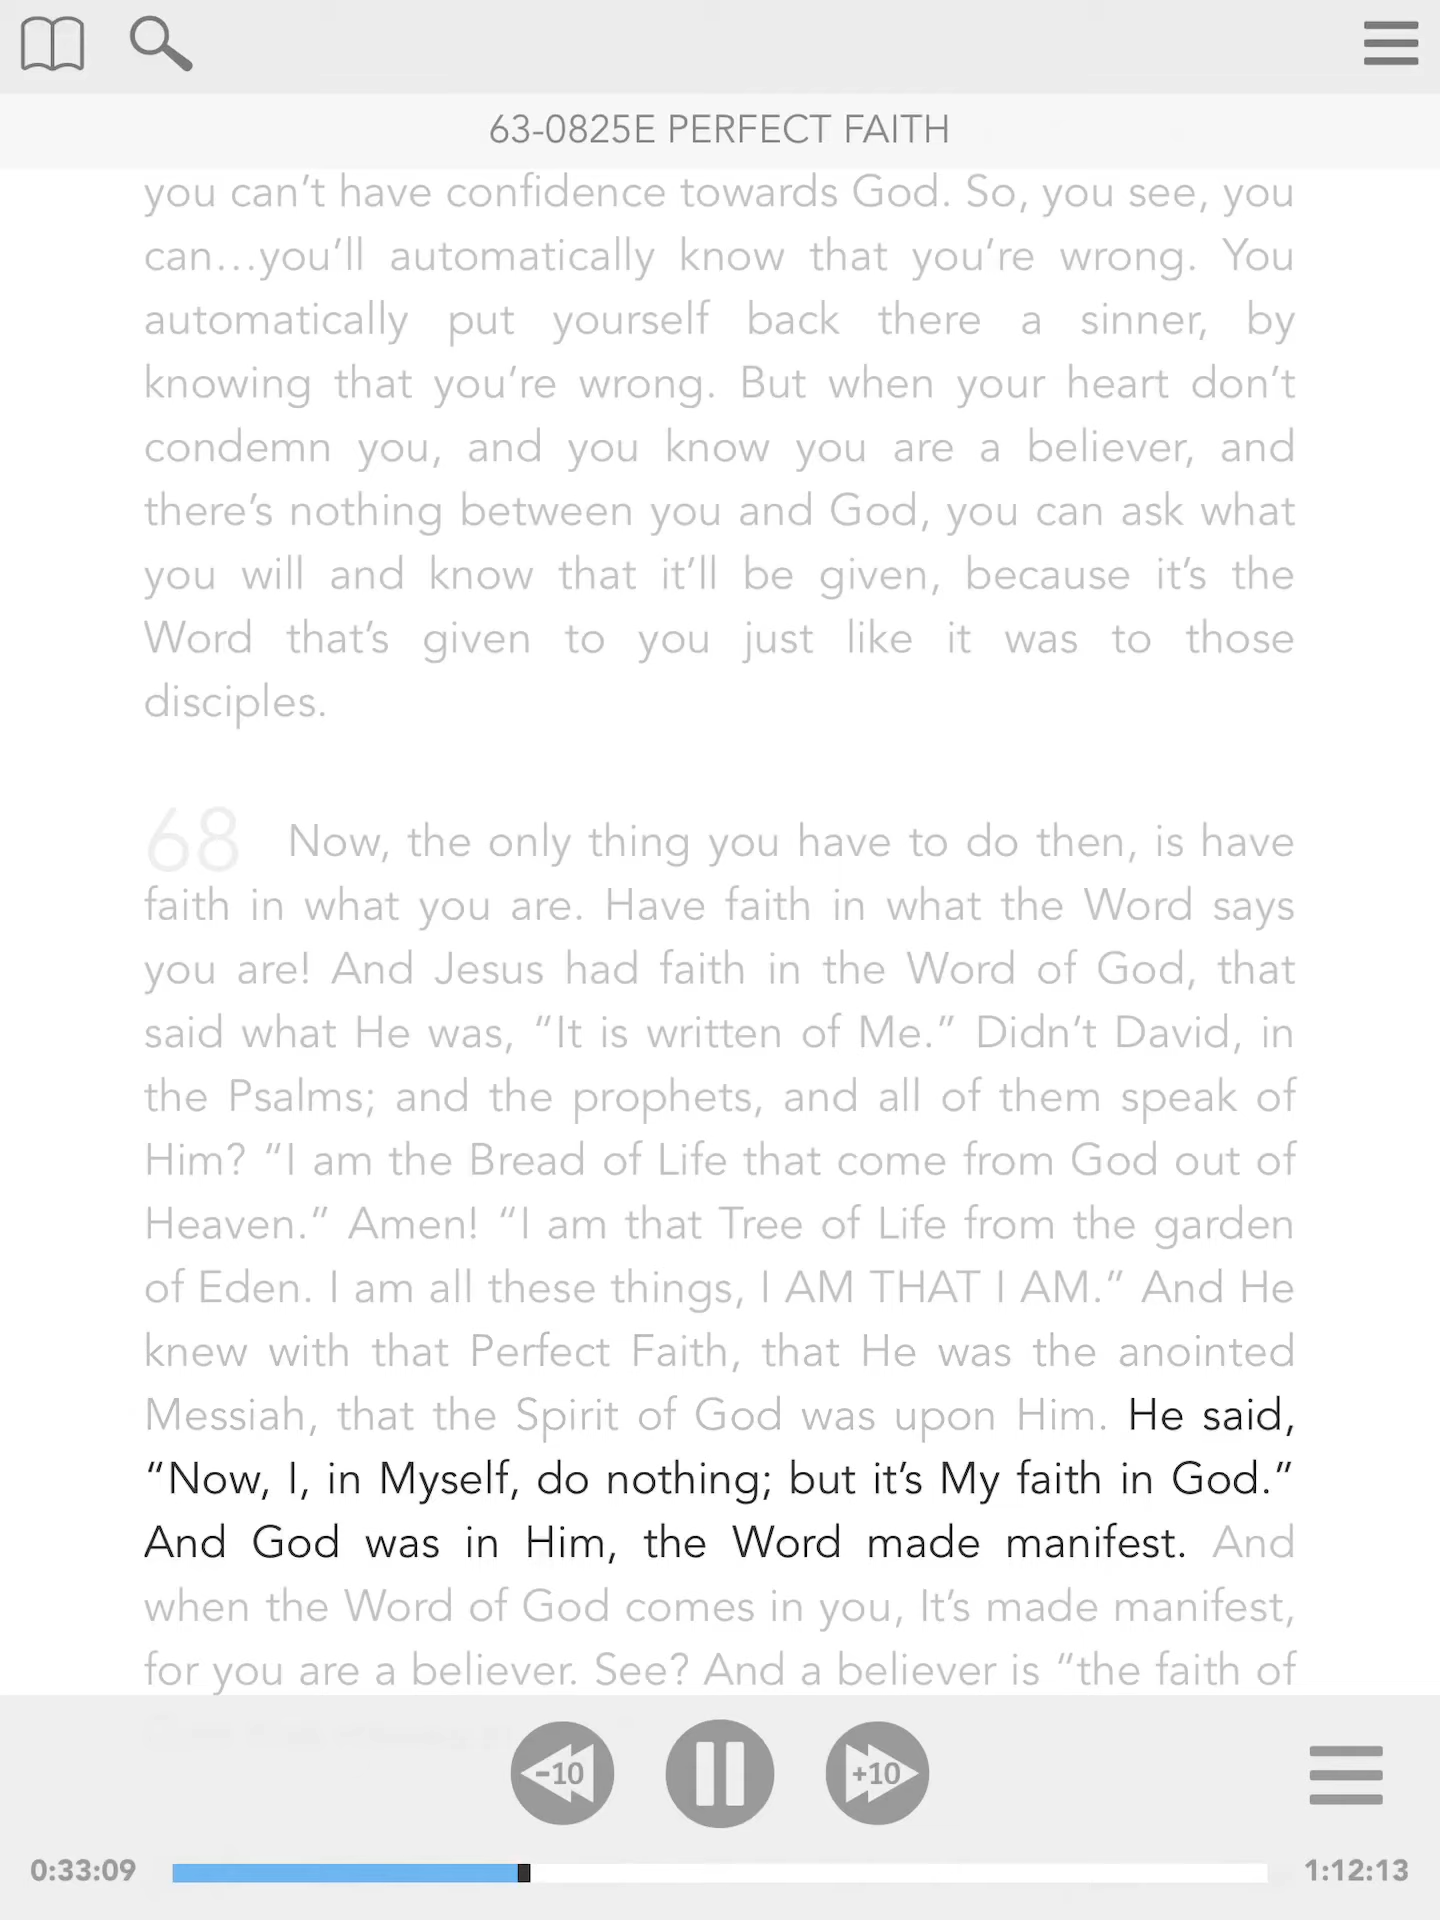 63-0825E PERFECT FAITH
you can’t have confidence towards God. So, you see, you
can…you’ll automatically know that you’re wrong. You
automatically put yourself back there a sinner, by
knowing that you’re wrong. But when your heart don’t
condemn you, and you know you are a believer, and
there’s nothing between you and God, you can ask what
you will and know that it’ll be given, because it’s the
Word that’s given to you just like it was to those
disciples.
68 Now, the only thing you have to do then, is have
faith in what you are. Have faith in what the Word says
you are! And Jesus had faith in the Word of God, that
said what He was, “It is written of Me.” Didn’t David, in
the Psalms; and the prophets, and all of them speak of
Him? “I am the Bread of Life that come from God out of
Heaven.” Amen! “I am that Tree of Life from the garden
of Eden. I am all these things, I AM THAT I AM.” And He
knew with that Perfect Faith, that He was the anointed
Messiah, that the Spirit of God was upon Him. He said,
“Now, I, in Myself, do nothing; but it’s My faith in God.”
And God was in Him, the Word made manifest. And
when the Word of God comes in you, It’s made manifest,
for you are a believer. See? And a believer is “the faith of
-10 +10
0:33:09 1:12:13